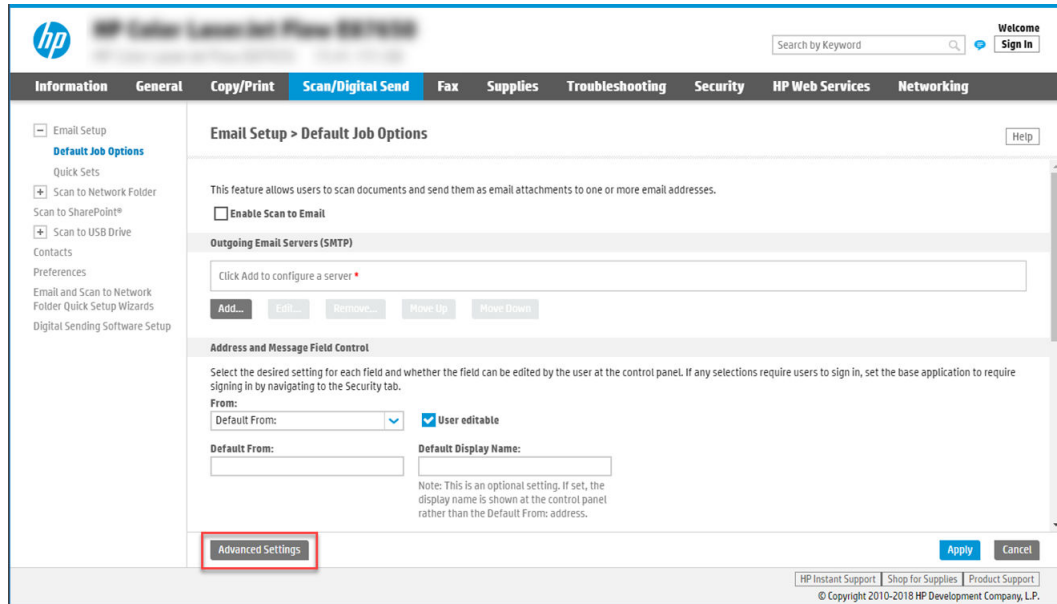 hp
Welcome
Search by Keyword
Sign In
Information General Copy/Print Scan/Digital Send Fax Supplies Troubleshooting Security HP Web Services Networking
Email Setup
Default Job Options
Quick Sets
Scan to Network Folder
Scan to SharePoint®
Scan to USB Drive
Contacts
Preferences
Email and Scan to Network
Folder Quick Setup Wizards
Digital Sending Software Setup
Email Setup > Default Job Options
Help
This feature allows users to scan documents and send them as email attachments to one or more email addresses.
Enable Scan to Email
Outgoing Email Servers (SMTP)
Click Add to configure a server *
Add... Edit... Remove... Move Up Move Down
Address and Message Field Control
Select the desired setting for each field and whether the field can be edited by the user at the control panel. If any selections require users to sign in, set the base application to require
signing in by navigating to the Security tab.
From:
Default From: User editable
Default From: Default Display Name:
Note: This is an optional setting. If set, the
display name is shown at the control panel
rather than the Default From: address.
Advanced Settings Apply Cancel
HP Instant Support Shop for Supplies Product Support
© Copyright 2010-2018 HP Development Company, L.P.